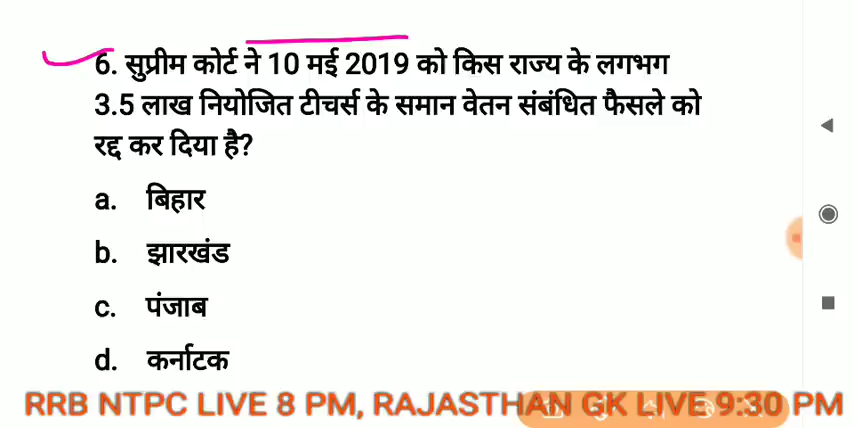 6. सुप्रीम कोर्ट ने 10 मई 2019 को किस राज्य के लगभग
3.5 लाख नियोजित टीचर्स के समान वेतन संबंधित फैसले को
रद्द कर दिया है?
a. बिहार
b. झारखंड
c. पंजाब
d. कर्नाटक
RRB NTPC LIVE 8 PM, RAJASTHAN GK LIVE 9:30 PM